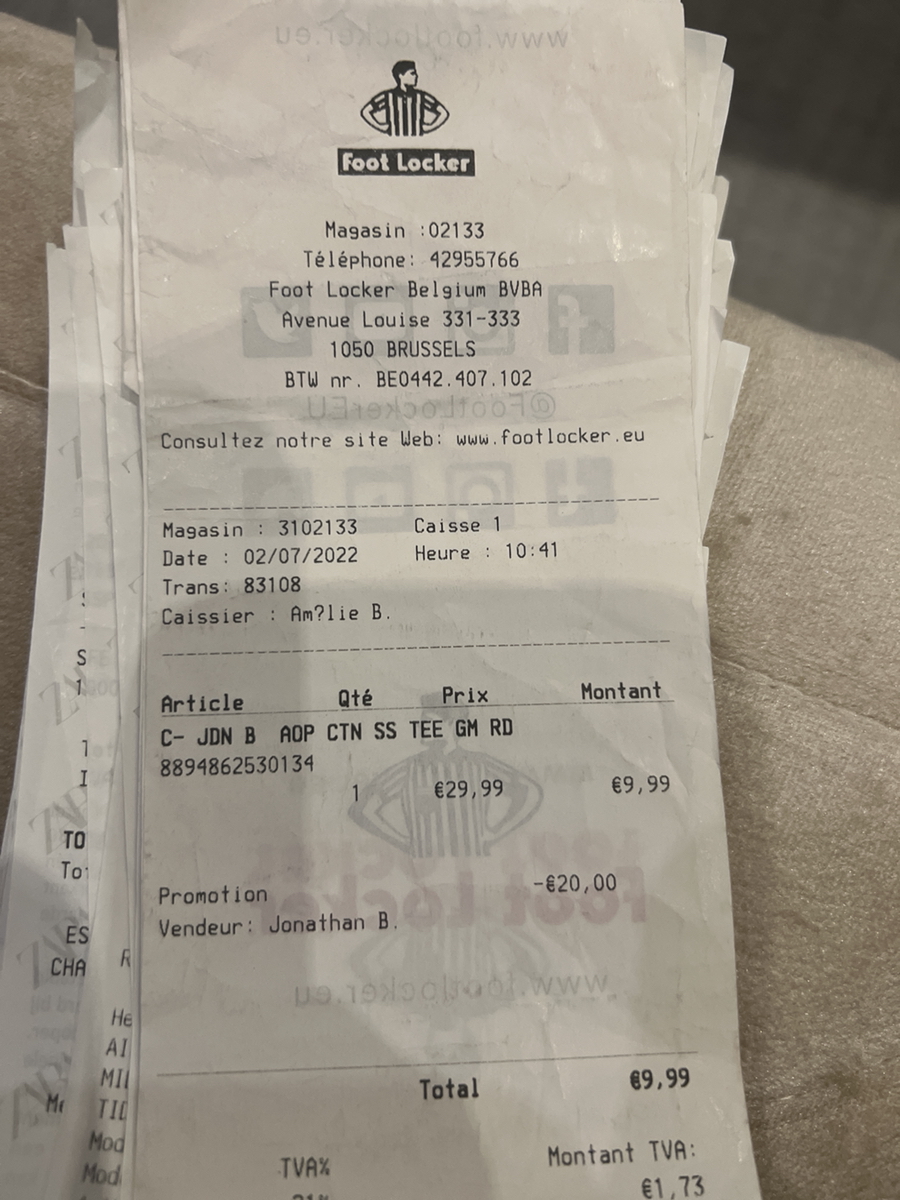 Foot Locker
Magasin :02133
Téléphone: 42955766
Foot Locker Belgium BVBA
Avenue Louise 331-333
1050 BRUSSELS
BTW nr. BE0442.407.102
@FootLockerEU
Consultez notre site Web: www.footlocker.eu
Magasin : 3102133 Caisse 1
Date : 02/07/2022 Heure : 10:41
Trans: 83108
Caissier : Am?lie B.
Article Qté Prix Montant
C- JDN B AOP CTN SS TEE GM RD
8894862530134
1 €29,99 €9,99
Promotion -€20,00
Vendeur: Jonathan B.
www.footlocker.eu
Total €9,99
TVA% Montant TVA:
21% €1,73